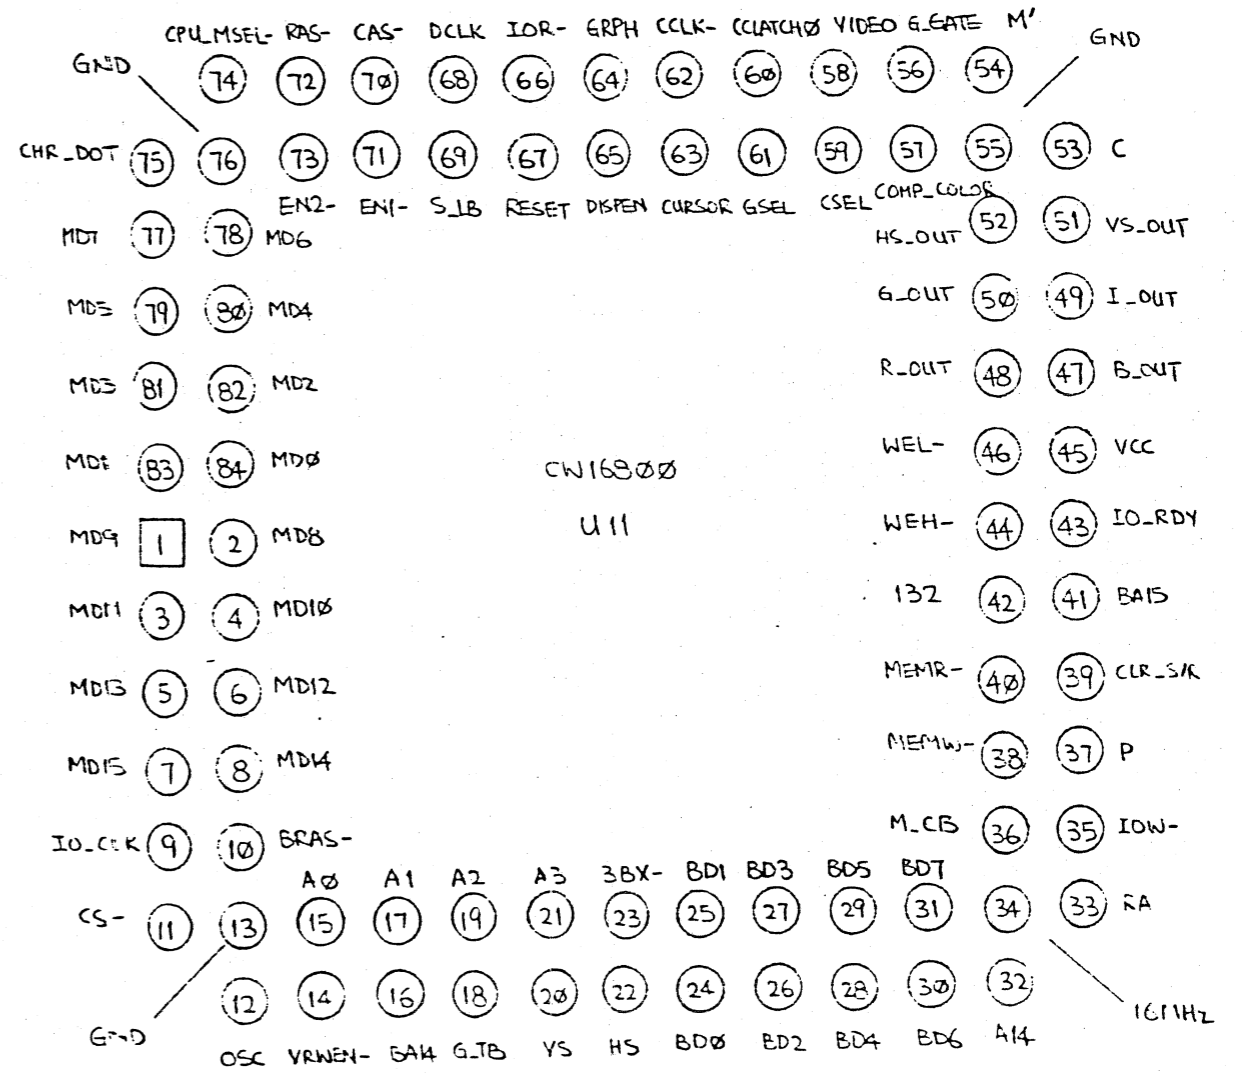 CPU_MSEL- RAS- CAS- DCLK IOR- GRPH CCLK- CCLATCHØ VIDEO G_GATE M'
GND 74 72 7Ø 68 66 64 62 6Ø 58 56 54 GND
CHR_DOT 75 76 73 71 69 67 65 63 61 59 57 55 53 C
EN2- EN1- S_LB RESET DISPEN CURSOR GSEL CSEL COMP_COLOR
MD7 77 78 MD6 HS_OUT 52 51 VS_OUT
MD5 79 8Ø MD4 G_OUT 5Ø 49 I_OUT
MD3 81 82 MD2 R_OUT 48 47 B_OUT
MD1 83 84 MDØ CW168ØØ WEL- 46 45 VCC
MD9 1 2 MD8 U11 WEH- 44 43 IO_RDY
MD11 3 4 MD1Ø 132 42 41 BA15
MD13 5 6 MD12 MEMR- 4Ø 39 CLR_S/R
MD15 7 8 MD14 MEMW- 38 37 P
IO_CLK 9 1Ø BRAS- M_CB 36 35 IOW-
AØ A1 A2 A3 3BX- BD1 BD3 BD5 BD7
CS- 11 13 15 17 19 21 23 25 27 29 31 34 33 RA
12 14 16 18 2Ø 22 24 26 28 3Ø 32
GND OSC VRWEN- BA14 G_TB VS HS BDØ BD2 BD4 BD6 A14 16MHz